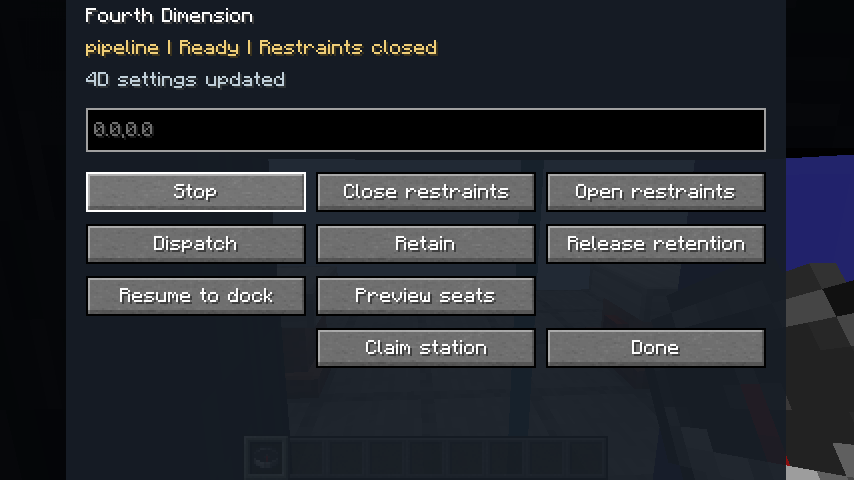 Fourth Dimension
pipeline | Ready | Restraints closed
4D settings updated
0.0,0.0
Stop Close restraints Open restraints
Dispatch Retain Release retention
Resume to dock Preview seats
Claim station Done